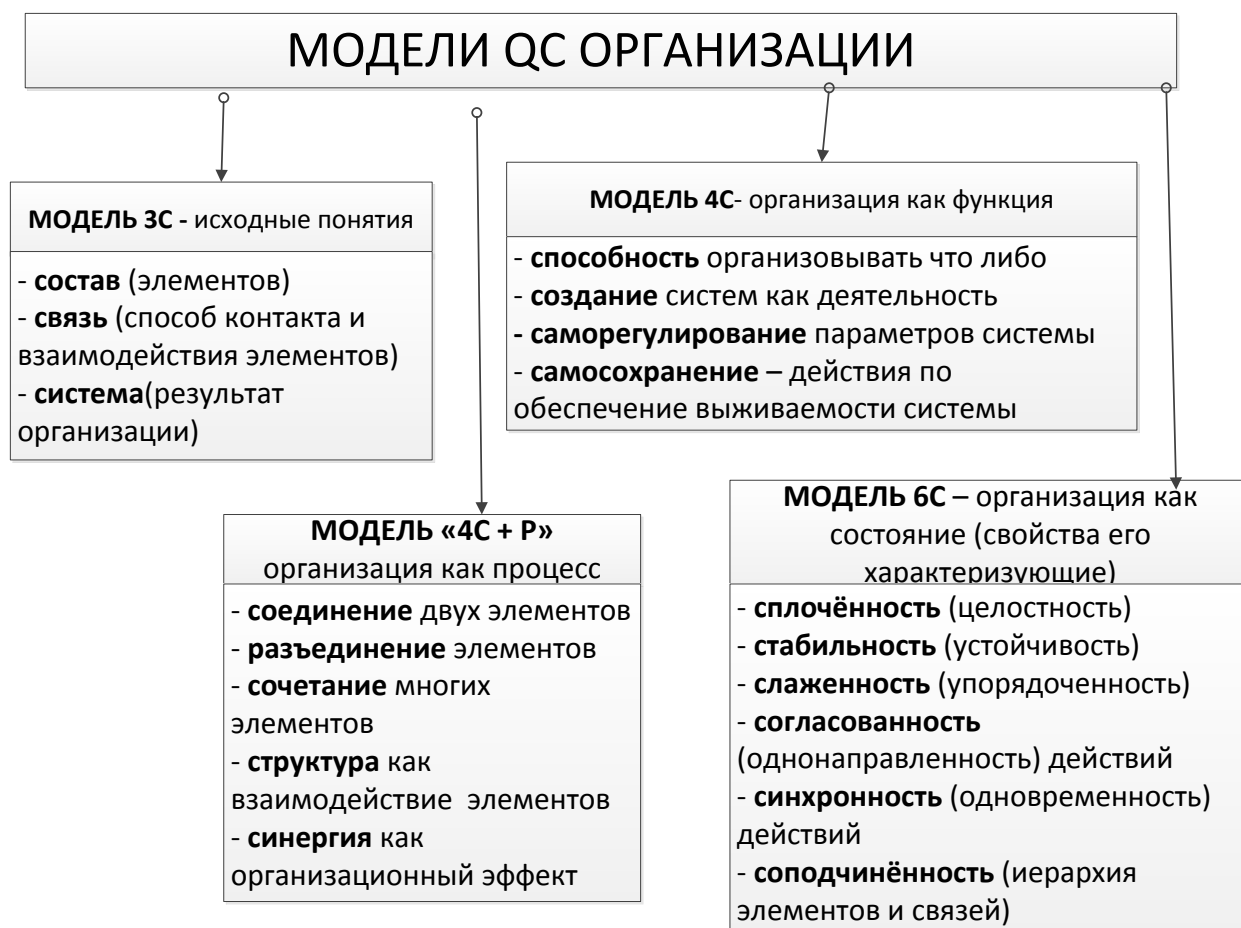 МОДЕЛИ QC ОРГАНИЗАЦИИ
МОДЕЛЬ 3С - исходные понятия
- состав (элементов)
- связь (способ контакта и
взаимодействия элементов)
- система(результат
организации)
МОДЕЛЬ 4С- организация как функция
- способность организовывать что либо
- создание систем как деятельность
- саморегулирование параметров системы
- самосохранение – действия по
обеспечение выживаемости системы
МОДЕЛЬ «4С + Р»
организация как процесс
- соединение двух элементов
- разъединение элементов
- сочетание многих
элементов
- структура как
взаимодействие элементов
- синергия как
организационный эффект
МОДЕЛЬ 6С – организация как
состояние (свойства его
характеризующие)
- сплочённость (целостность)
- стабильность (устойчивость)
- слаженность (упорядоченность)
- согласованность
(однонаправленность) действий
- синхронность (одновременность)
действий
- соподчинённость (иерархия
элементов и связей)